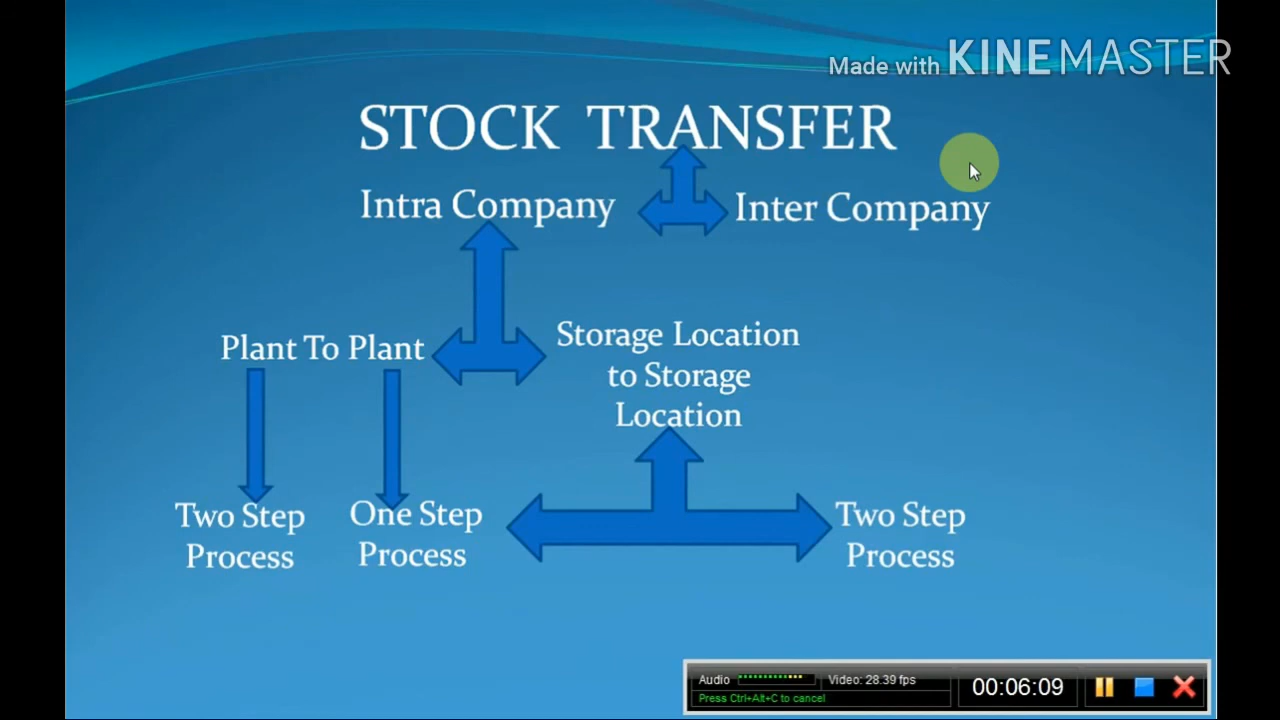 Made with KINEMASTER
STOCK TRANSFER
Intra Company
Inter Company
Plant To Plant
Storage Location
to Storage
Location
Two Step
Process
One Step
Process
Two Step
Process
Audio
Video: 28.39 fps
Press Ctrl+Alt+C to cancel
00:06:09